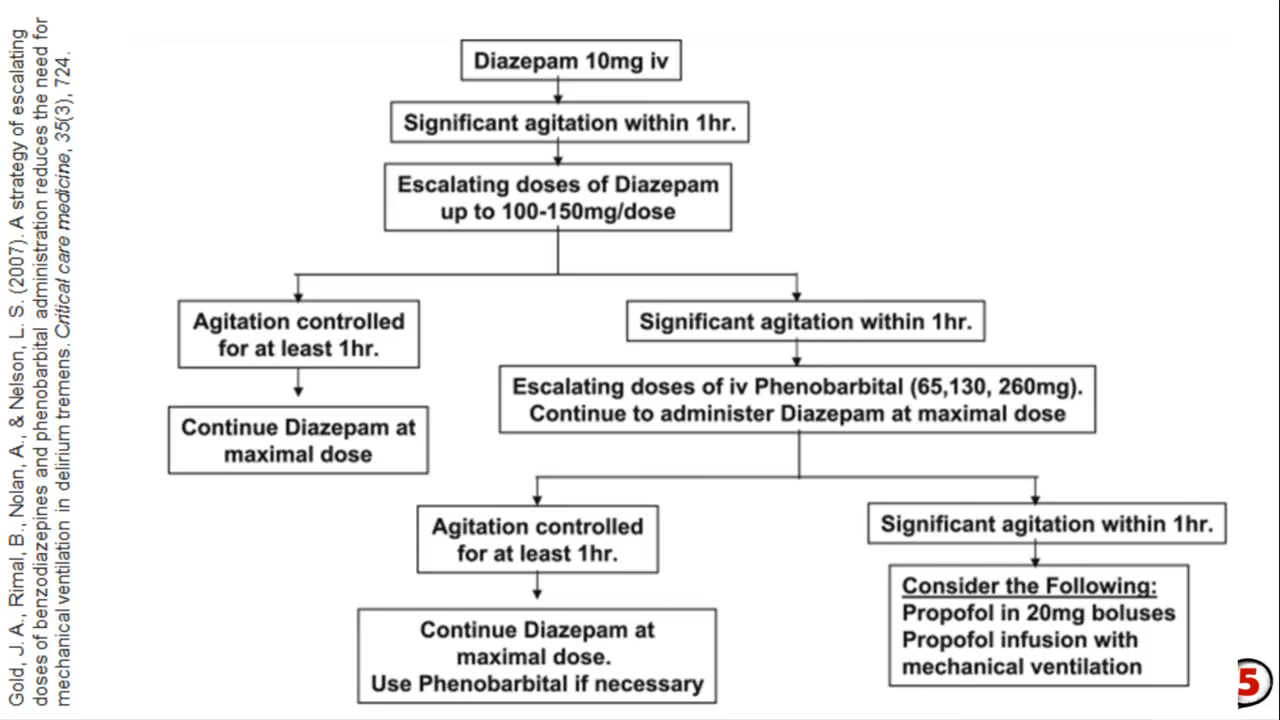 Gold, J. A., Rimal, B., Nolan, A., & Nelson, L. S. (2007). A strategy of escalating
doses of benzodiazepines and phenobarbital administration reduces the need for
mechanical ventilation in delirium tremens. Critical care medicine, 35(3), 724.
Diazepam 10mg iv
Significant agitation within 1hr.
Escalating doses of Diazepam
up to 100-150mg/dose
Agitation controlled
for at least 1hr.
Continue Diazepam at
maximal dose
Significant agitation within 1hr.
Escalating doses of iv Phenobarbital (65,130, 260mg).
Continue to administer Diazepam at maximal dose
Agitation controlled
for at least 1hr.
Continue Diazepam at
maximal dose.
Use Phenobarbital if necessary
Significant agitation within 1hr.
Consider the Following:
Propofol in 20mg boluses
Propofol infusion with
mechanical ventilation
5